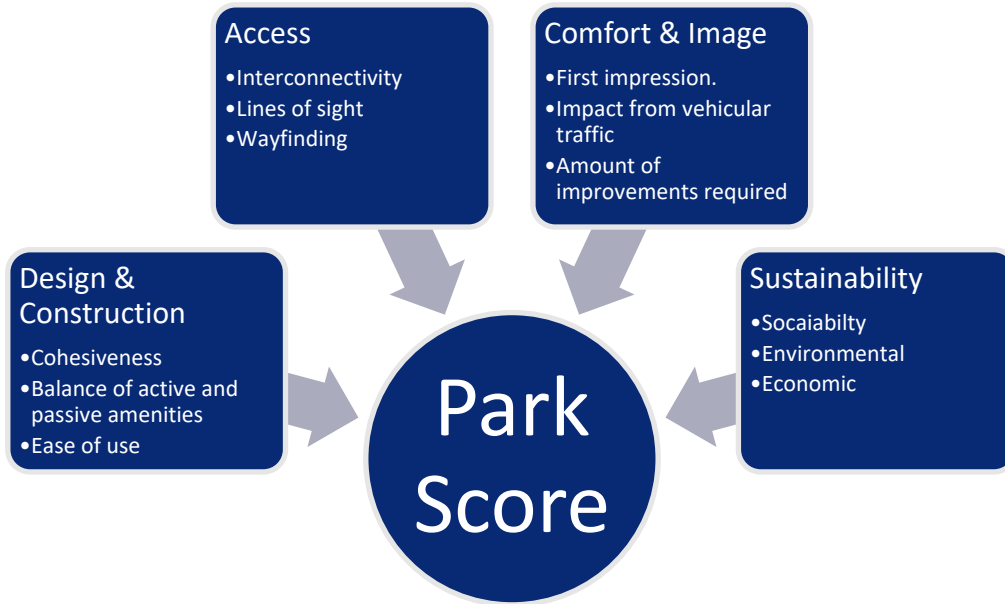 Access
•Interconnectivity
•Lines of sight
•Wayfinding
Comfort & Image
•First impression.
•Impact from vehicular
traffic
•Amount of
improvements required
Design &
Construction
•Cohesiveness
•Balance of active and
passive amenities
•Ease of use
Sustainability
•Socaiabilty
•Environmental
•Economic
Park
Score